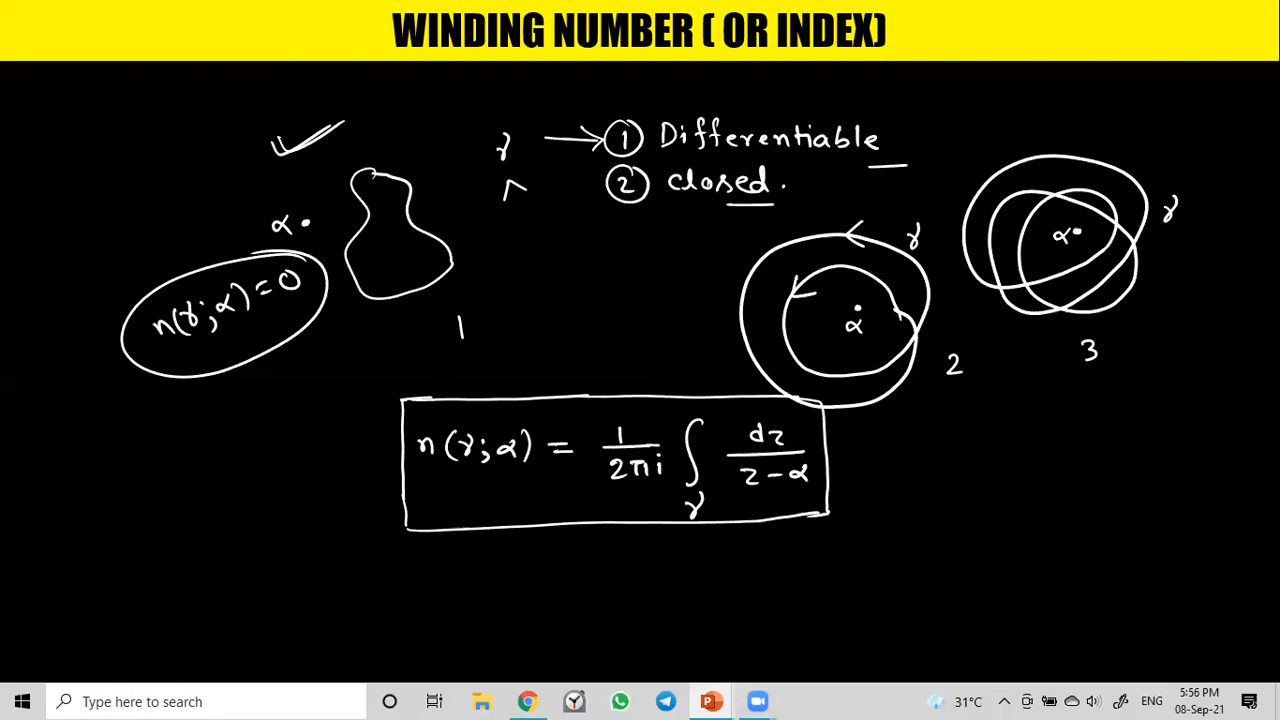 WINDING NUMBER ( OR INDEX)
γ → ① Differentiable
② closed.
α
n(γ;α) = 0
1
γ
α
2
γ
α
3
n(γ;α) = 1/2πi ∫γ dz/z-α
Type here to search
31°C
ENG
5:56 PM
08-Sep-21